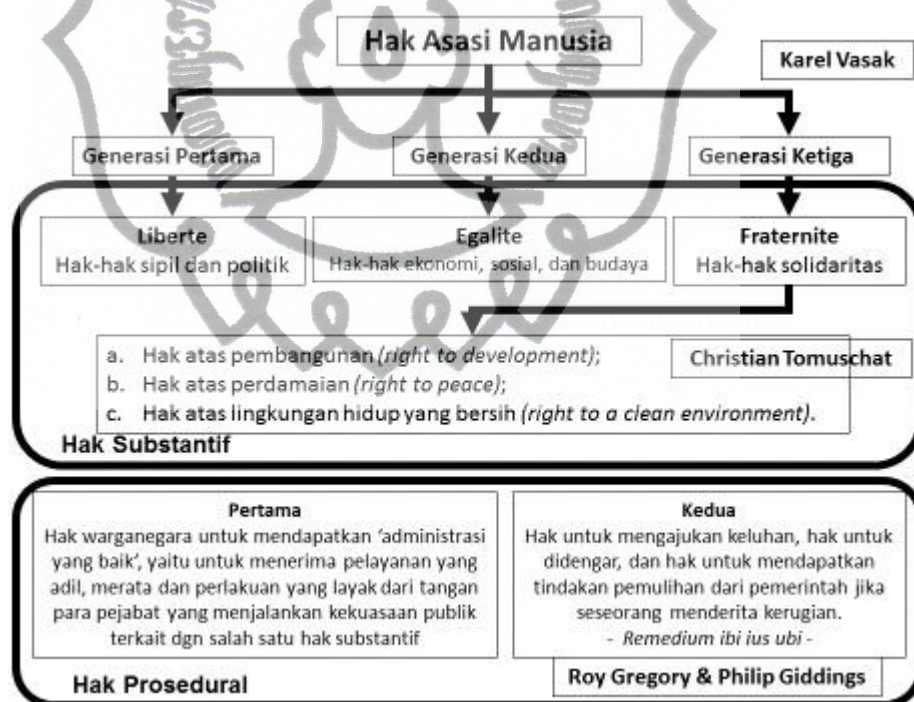 Hak Asasi Manusia
Karel Vasak
Generasi Pertama
Generasi Kedua
Generasi Ketiga
Liberte
Hak-hak sipil dan politik
Egalite
Hak-hak ekonomi, sosial, dan budaya
Fraternite
Hak-hak solidaritas
a. Hak atas pembangunan (right to development);
b. Hak atas perdamaian (right to peace);
c. Hak atas lingkungan hidup yang bersih (right to a clean environment).
Christian Tomuschat
Hak Substantif
Pertama
Hak warganegara untuk mendapatkan 'administrasi
yang baik', yaitu untuk menerima pelayanan yang
adil, merata dan perlakuan yang layak dari tangan
para pejabat yang menjalankan kekuasaan publik
terkait dgn salah satu hak substantif
Kedua
Hak untuk mengajukan keluhan, hak untuk
didengar, dan hak untuk mendapatkan
tindakan pemulihan dari pemerintah jika
seseorang menderita kerugian.
- Remedium ibi ius ubi -
Roy Gregory & Philip Giddings
Hak Prosedural